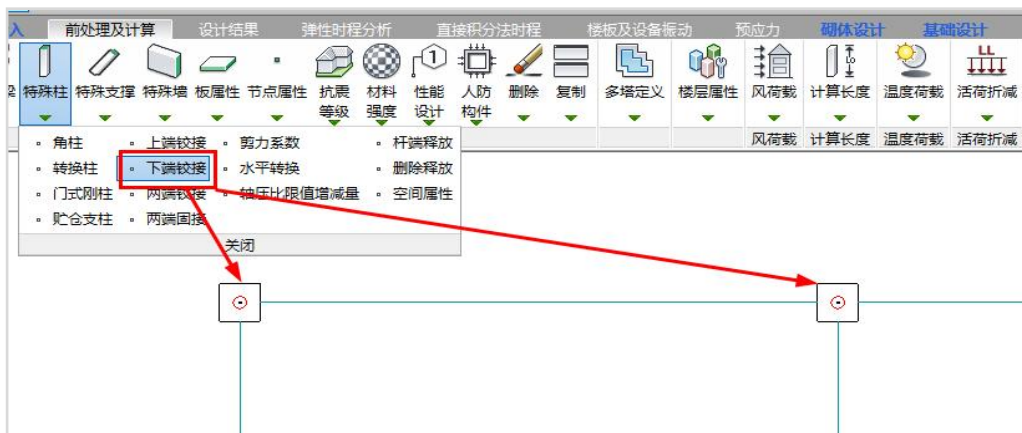 入 前处理及计算 设计结果 弹性时程分析 直接积分法时程 楼板及设备振动 预应力 砌体设计 基础设计
梁 特殊柱 特殊支撑 特殊墙 板属性 节点属性 抗震等级 材料强度 性能设计 人防构件 删除 复制 多塔定义 楼层属性 风荷载 计算长度 温度荷载 活荷折减
1
LL
风荷载 计算长度 温度荷载 活荷折减
角柱 上端铰接 剪力系数 杆端释放
转换柱 下端铰接 水平转换 删除释放
门式刚柱 两端铰接 轴压比限值增减量 空间属性
贮仓支柱 两端固接
关闭